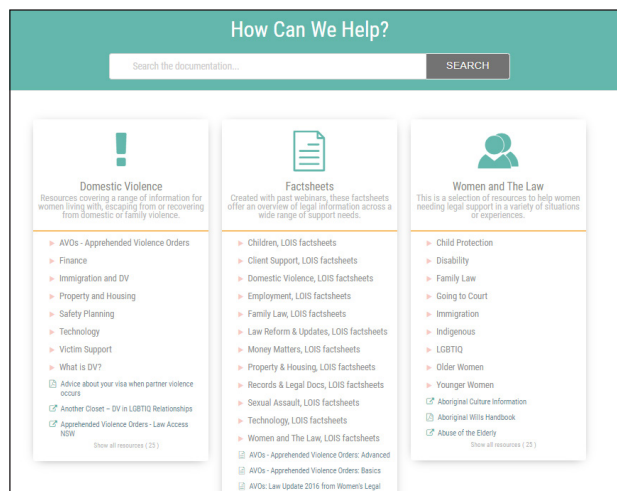 How Can We Help?
Search the documentation...
SEARCH
Domestic Violence
Resources covering a range of information for
women living with, escaping from or recovering
from domestic or family violence.
AVOs - Apprehended Violence Orders
Finance
Immigration and DV
Property and Housing
Safety Planning
Technology
Victim Support
What is DV?
Advice about your visa when partner violence
occurs
Another Closet – DV in LGBTIQ Relationships
Apprehended Violence Orders - Law Access
NSW
Show all resources ( 23 )
Factsheets
Created with past webinars, these factsheets
offer an overview of legal information across a
wide range of support needs.
Children, LOIS factsheets
Client Support, LOIS factsheets
Domestic Violence, LOIS factsheets
Employment, LOIS factsheets
Family Law, LOIS factsheets
Law Reform & Updates, LOIS factsheets
Money Matters, LOIS factsheets
Property & Housing, LOIS factsheets
Records & Legal Docs, LOIS factsheets
Sexual Assault, LOIS factsheets
Technology, LOIS factsheets
Women and The Law, LOIS factsheets
AVOs - Apprehended Violence Orders: Advanced
AVOs - Apprehended Violence Orders: Basics
AVOs: Law Update 2016 from Women's Legal
Women and The Law
This is a selection of resources to help women
needing legal support in a variety of situations
or experiences.
Child Protection
Disability
Family Law
Going to Court
Immigration
Indigenous
LGBTIQ
Older Women
Younger Women
Aboriginal Culture Information
Aboriginal Wills Handbook
Abuse of the Elderly
Show all resources ( 25 )